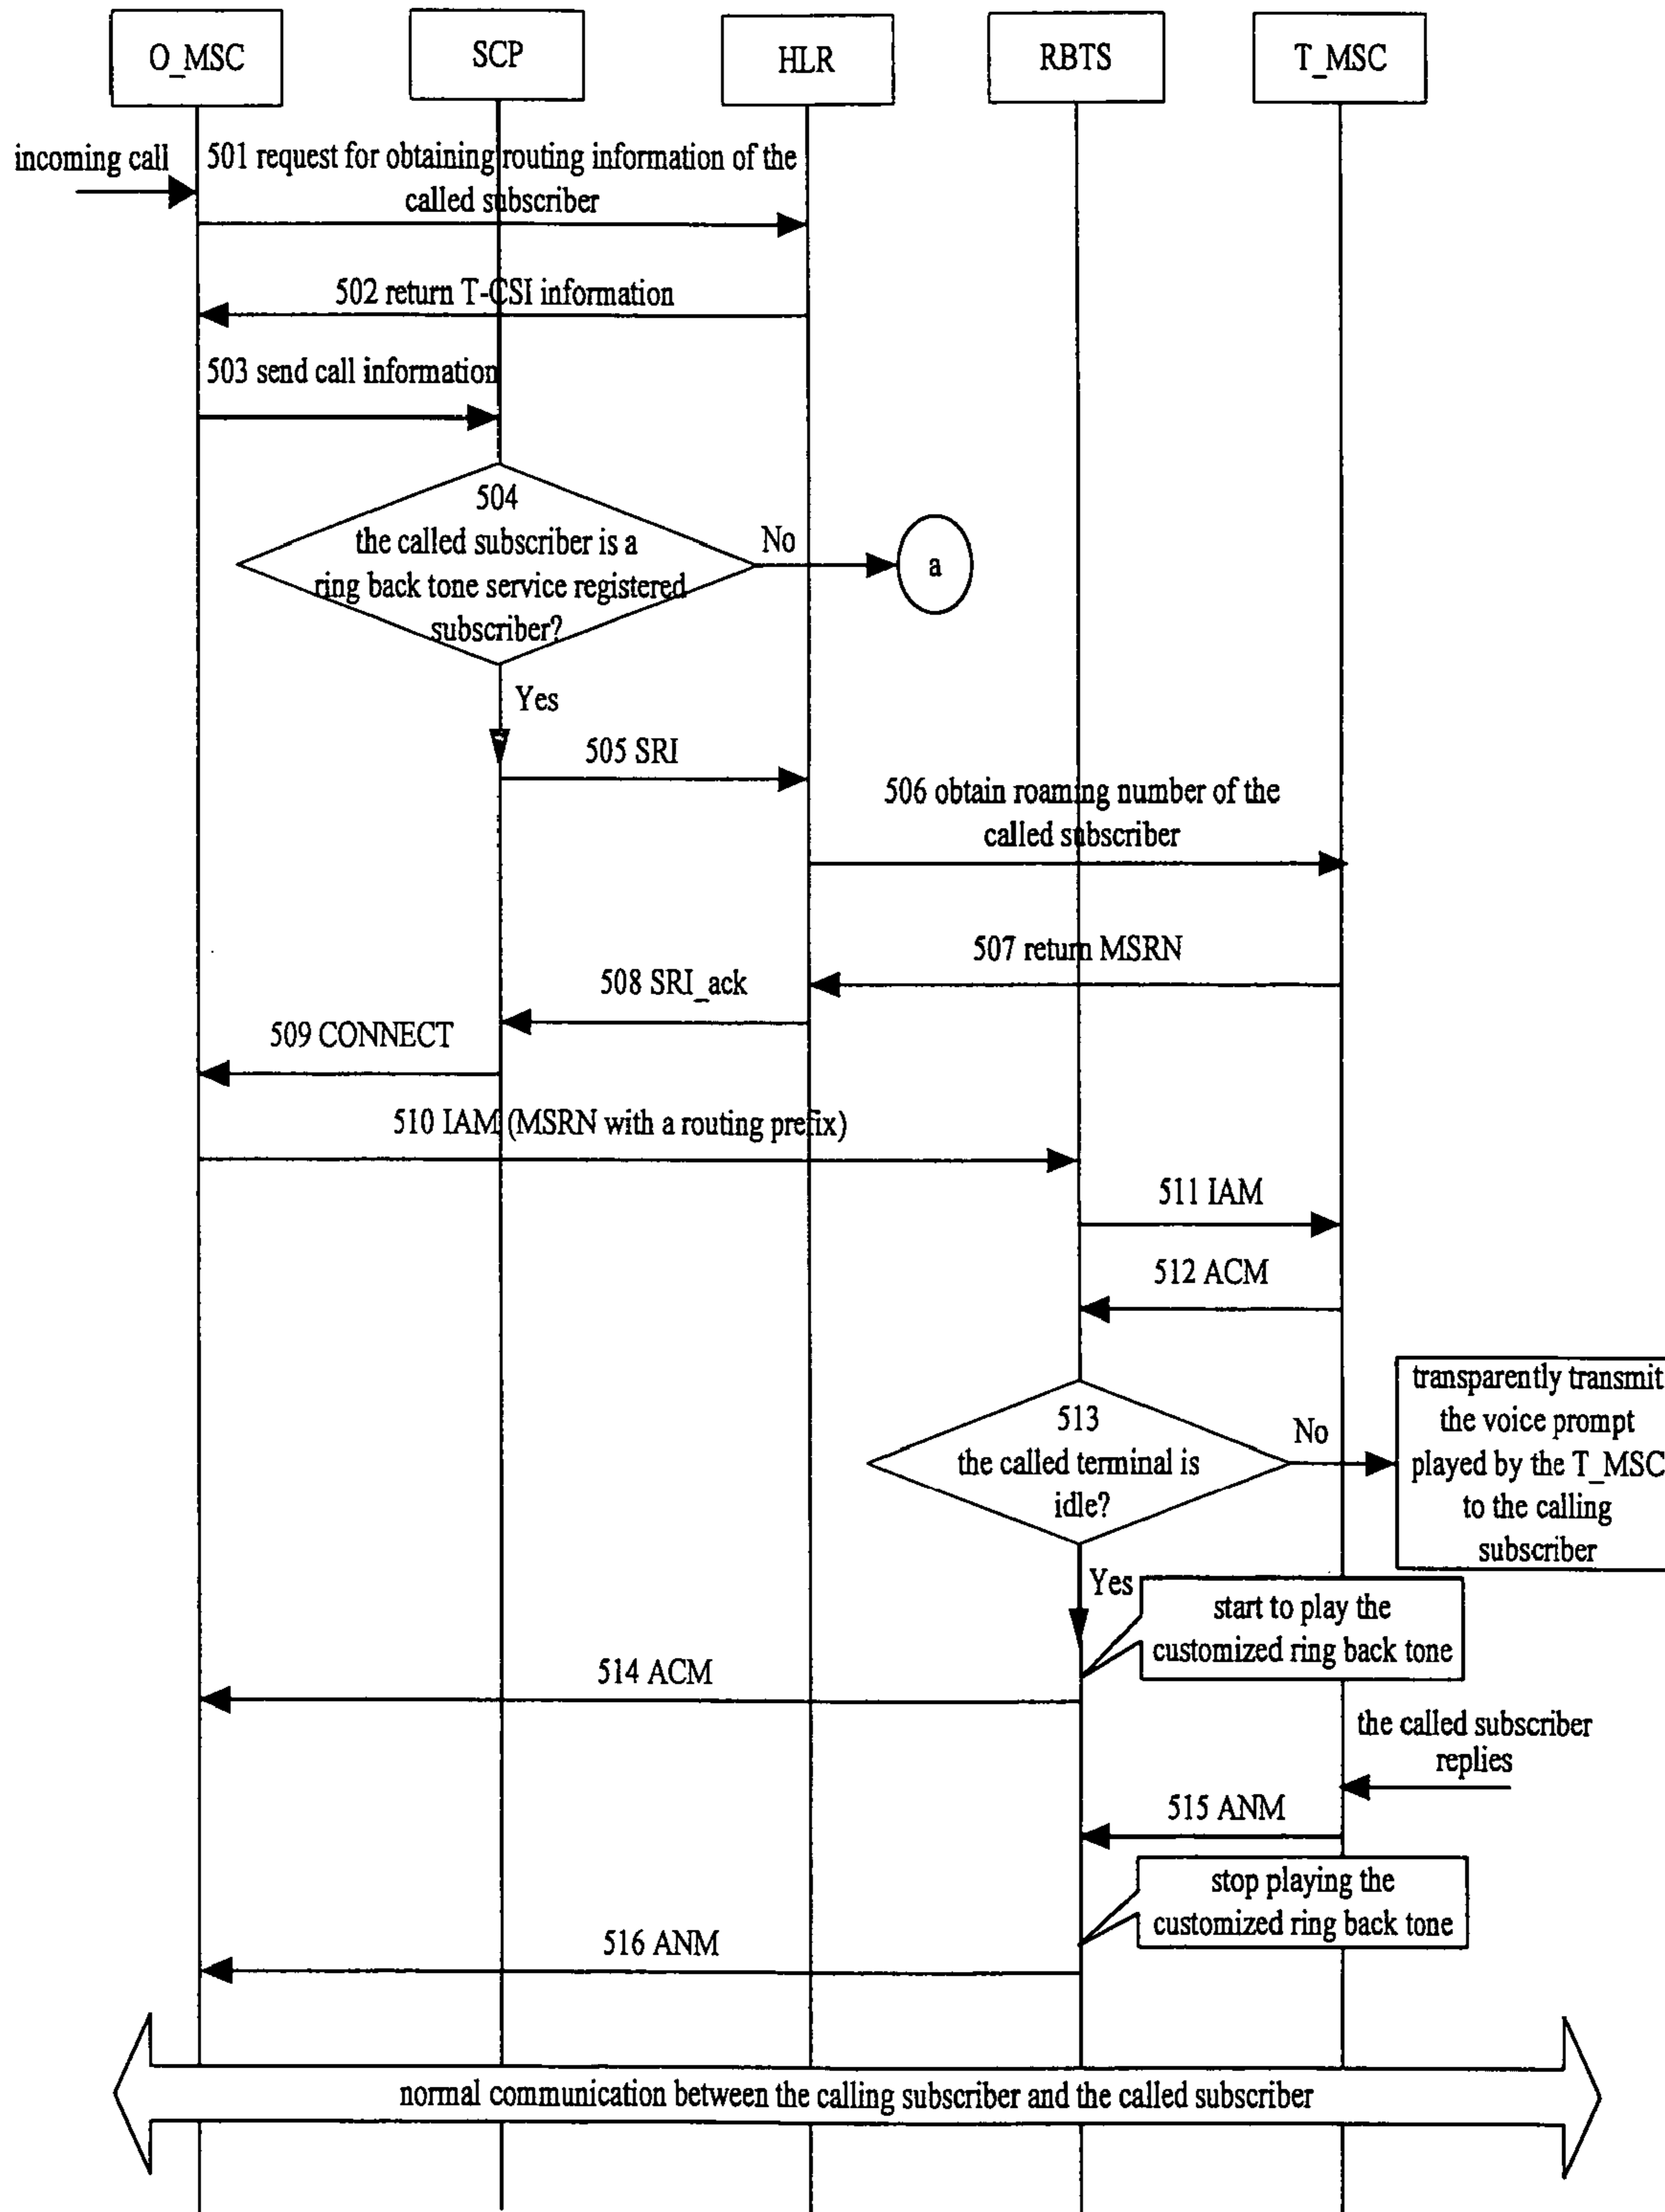 O_MSC
SCP
HLR
RBTS
T_MSC
incoming call
501 request for obtaining routing information of the
called subscriber
502 return T-CSI information
503 send call information
504
the called subscriber is a
ring back tone service registered
subscriber?
No
a
Yes
505 SRI
506 obtain roaming number of the
called subscriber
507 return MSRN
508 SRI_ack
509 CONNECT
510 IAM (MSRN with a routing prefix)
511 IAM
512 ACM
513
the called terminal is
idle?
No
transparently transmit
the voice prompt
played by the T_MSC
to the calling
subscriber
Yes
start to play the
customized ring back tone
514 ACM
the called subscriber
replies
515 ANM
stop playing the
customized ring back tone
516 ANM
normal communication between the calling subscriber and the called subscriber